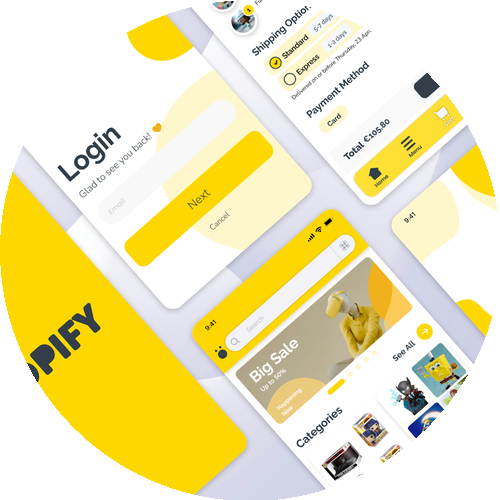 Shipping Options
Standard
5-7 days
Express
1-2 days
Delivered on or before Thursday, 23 Apr
Payment Method
Card
Total €105,80
Home
Menu
Login
Glad to see you back!
Email
Next
Cancel
9:41
9:41
Search
Big Sale
Up to 50%
Happening
Now
See All
Categories
PIFY